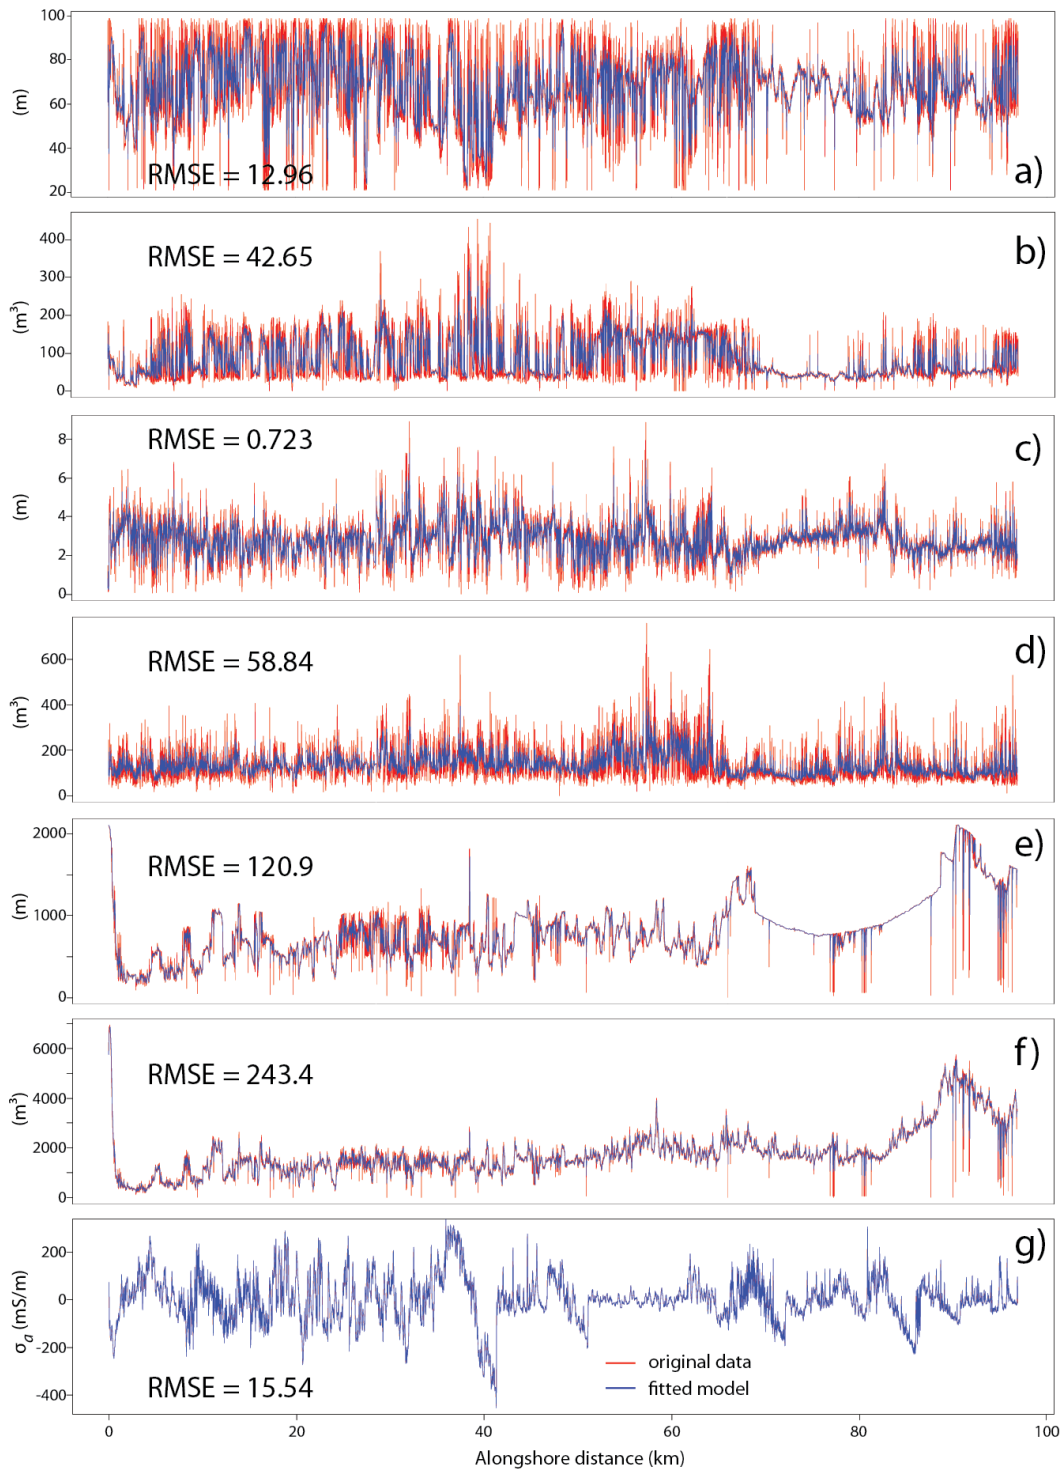 100
80
60
40
20
(m)
RMSE = 12.96
a)
400
300
200
100
0
(m³)
RMSE = 42.65
b)
8
6
4
2
0
(m)
RMSE = 0.723
c)
600
400
200
0
(m³)
RMSE = 58.84
d)
2000
1000
0
(m)
RMSE = 120.9
e)
6000
4000
2000
0
(m³)
RMSE = 243.4
f)
200
0
-200
-400
σa (mS/m)
RMSE = 15.54
g)
original data
fitted model
0 20 40 60 80 100
Alongshore distance (km)